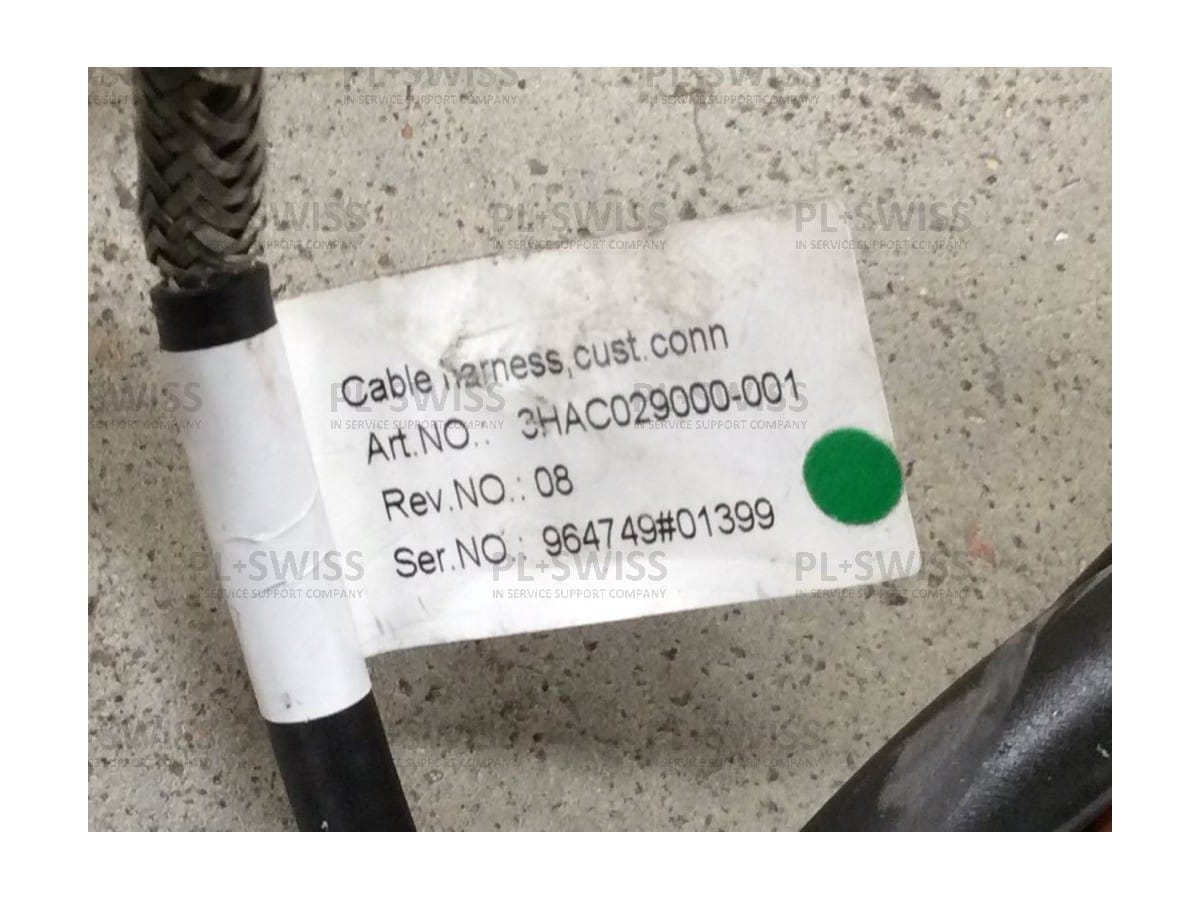 Cable harness,cust.conn
Art.NO.: 3HAC029000-001
Rev.NO.: 08
Ser.NO.: 964749#01399
PL+SWISS
IN SERVICE SUPPORT COMPANY